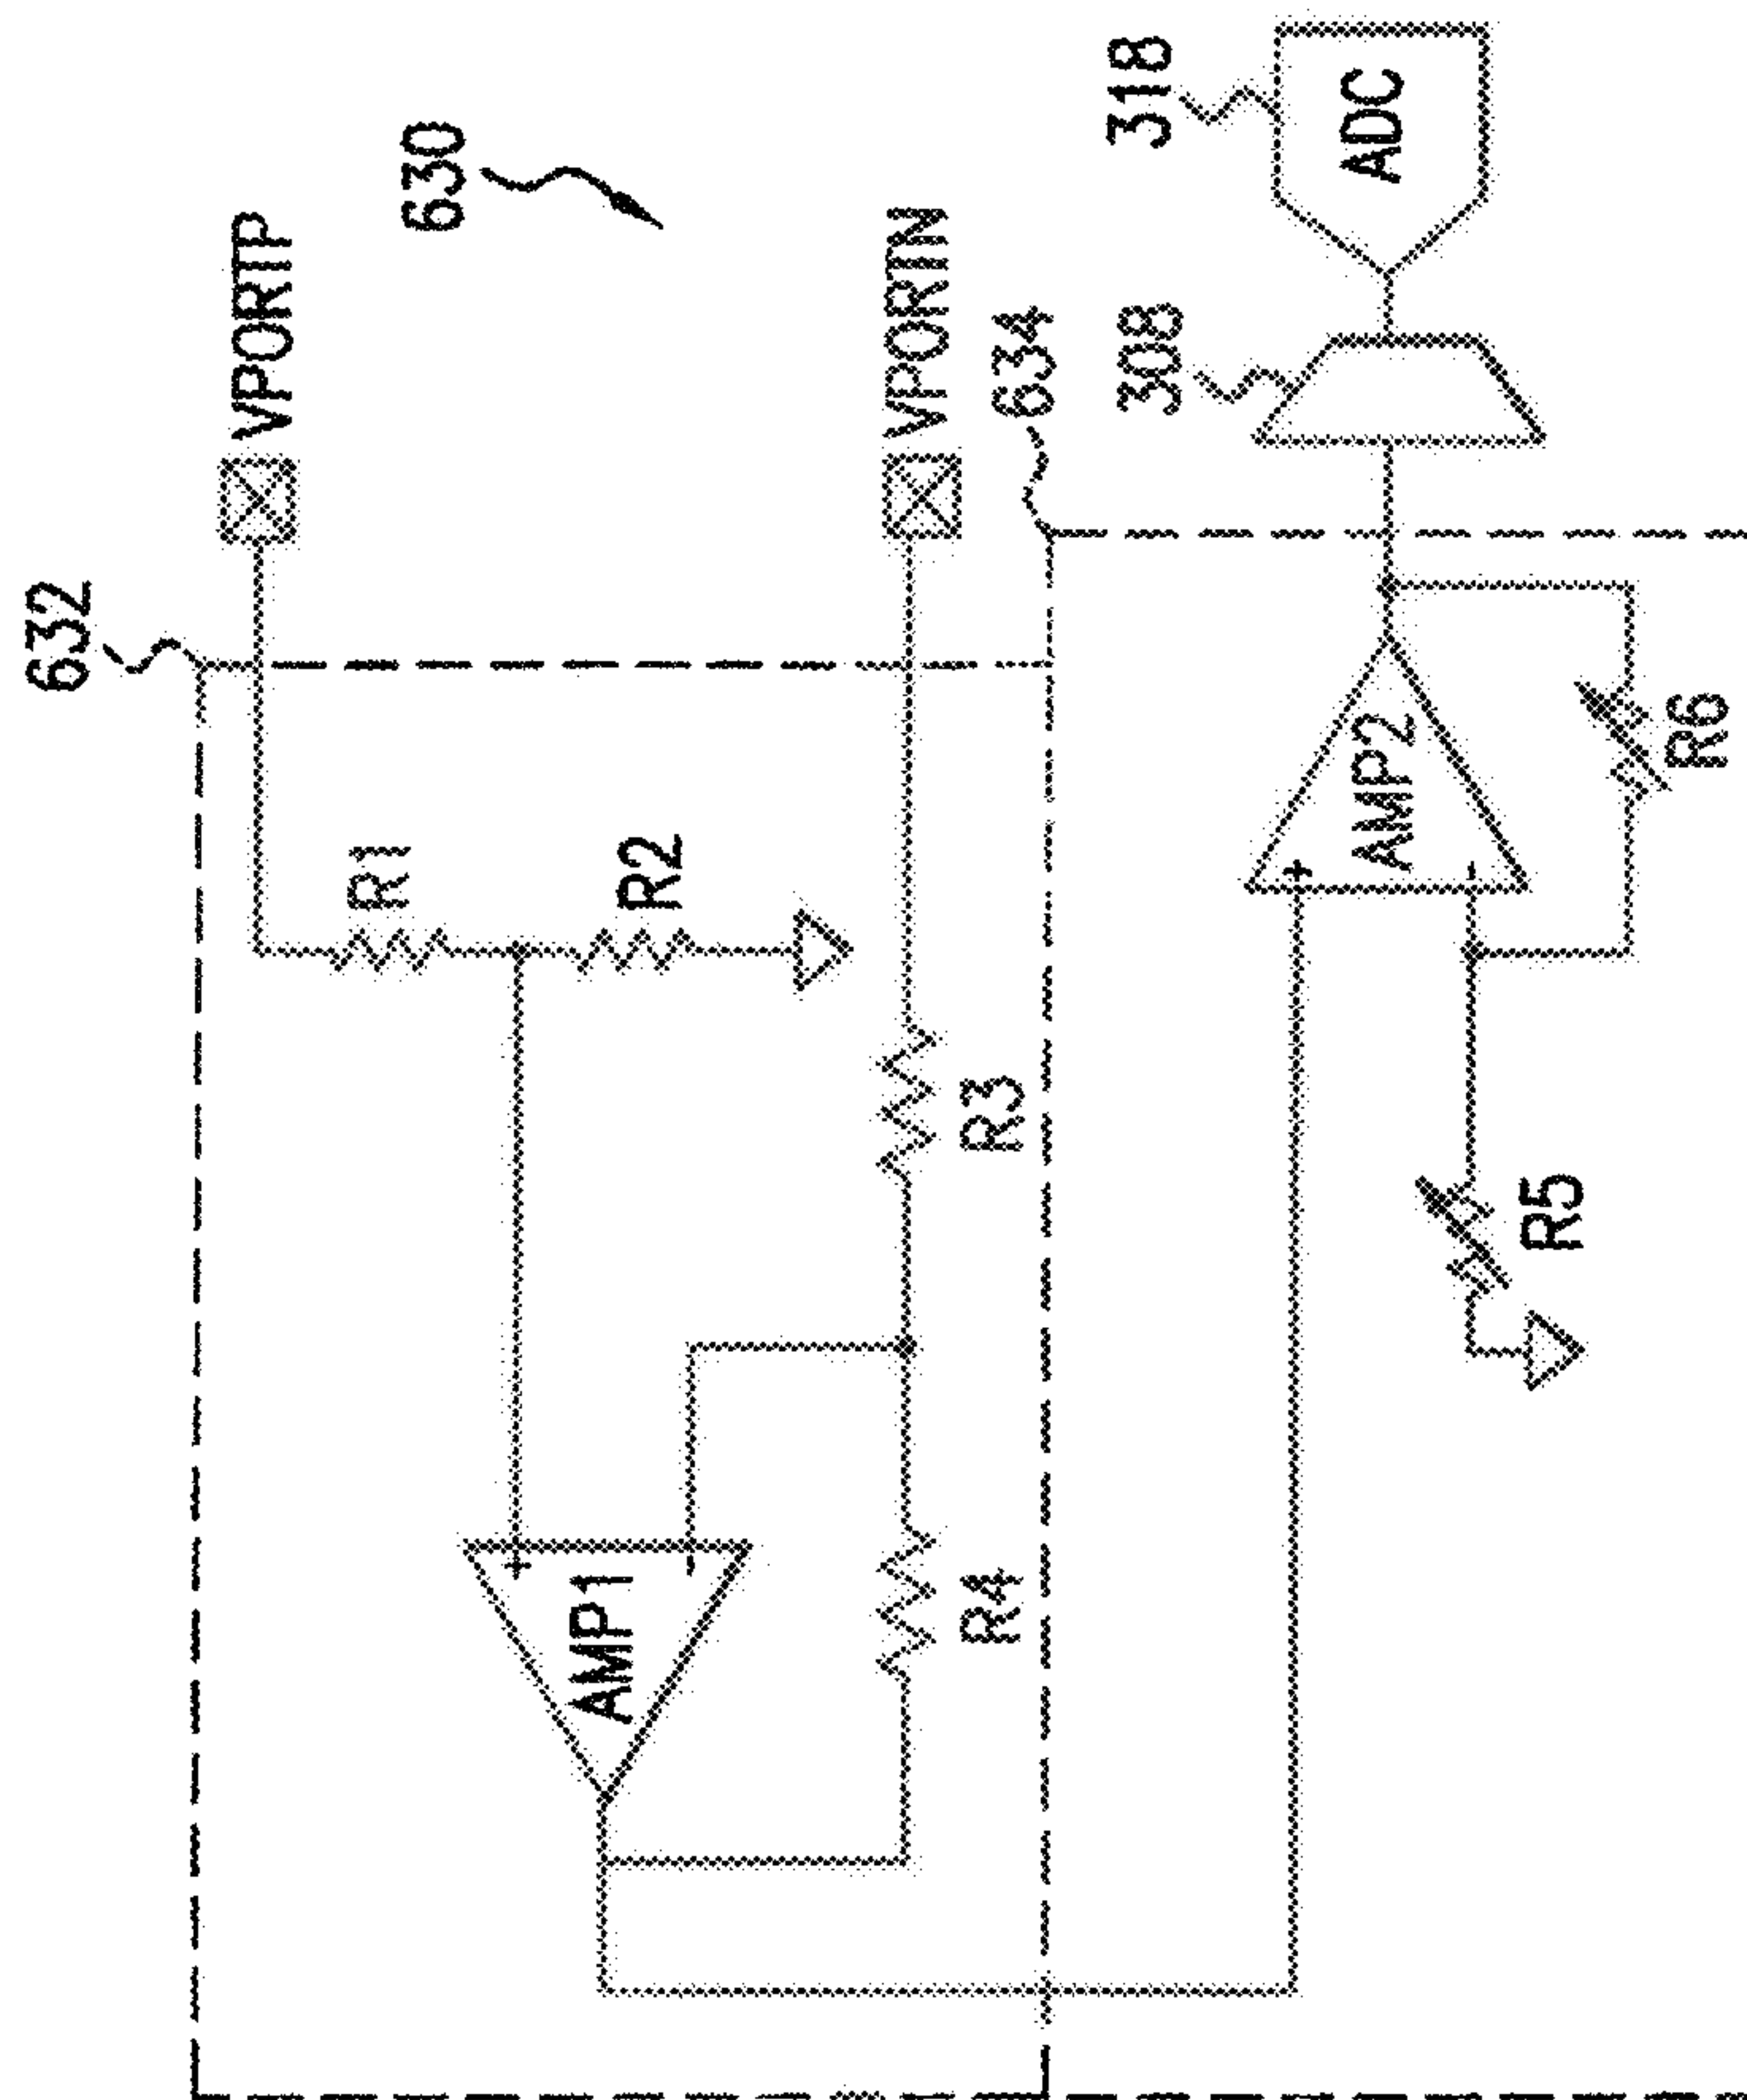 632
VPORTP
630
R1
R2
VPORTN
634
R3
AMP1
+
-
R4
318
ADC
308
AMP2
+
-
R6
R5